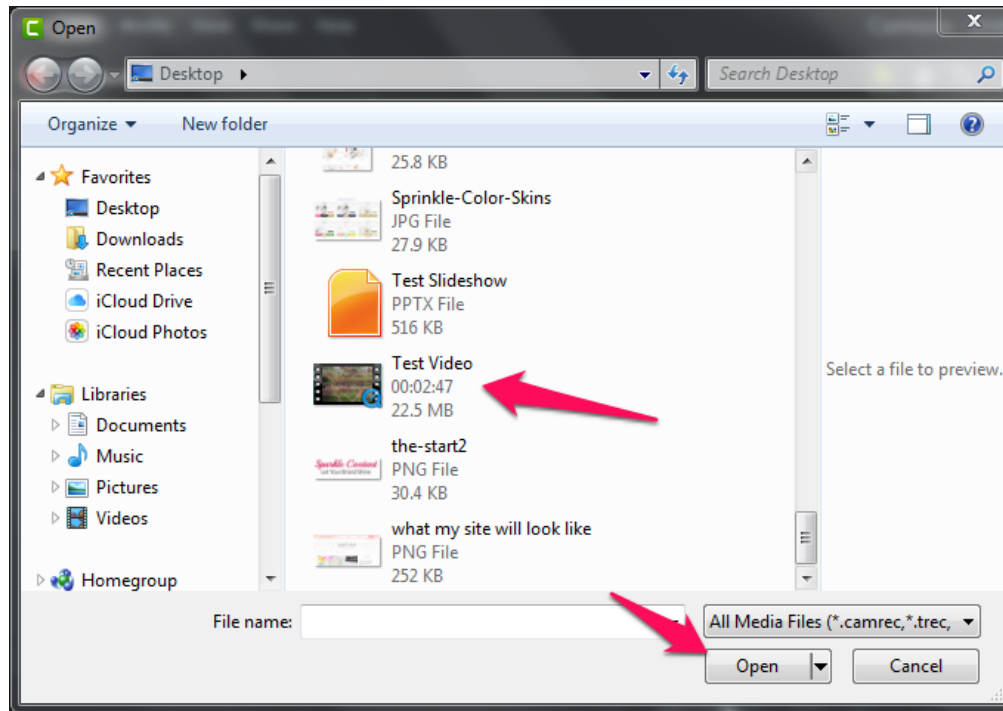 Open
Desktop
Search Desktop
Organize
New folder
Favorites
Desktop
Downloads
Recent Places
iCloud Drive
iCloud Photos
Libraries
Documents
Music
Pictures
Videos
Homegroup
25.8 KB
Sprinkle-Color-Skins
JPG File
27.9 KB
Test Slideshow
PPTX File
516 KB
Test Video
00:02:47
22.5 MB
the-start2
PNG File
30.4 KB
what my site will look like
PNG File
252 KB
Select a file to preview.
File name:
All Media Files (*.camrec,*.trec,
Open
Cancel